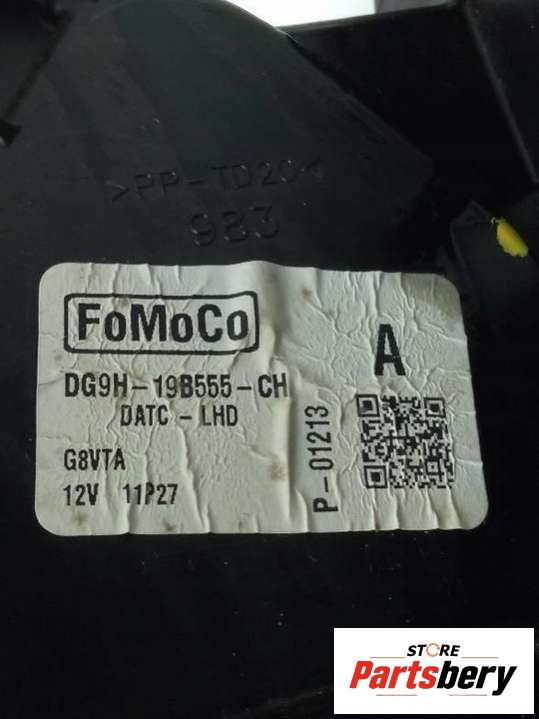 >PP-TD20<
983
FoMoCo
A
DG9H-19B555-CH
DATC - LHD
G8VTA
12V 11P27
P-01213
STORE
Partsbery